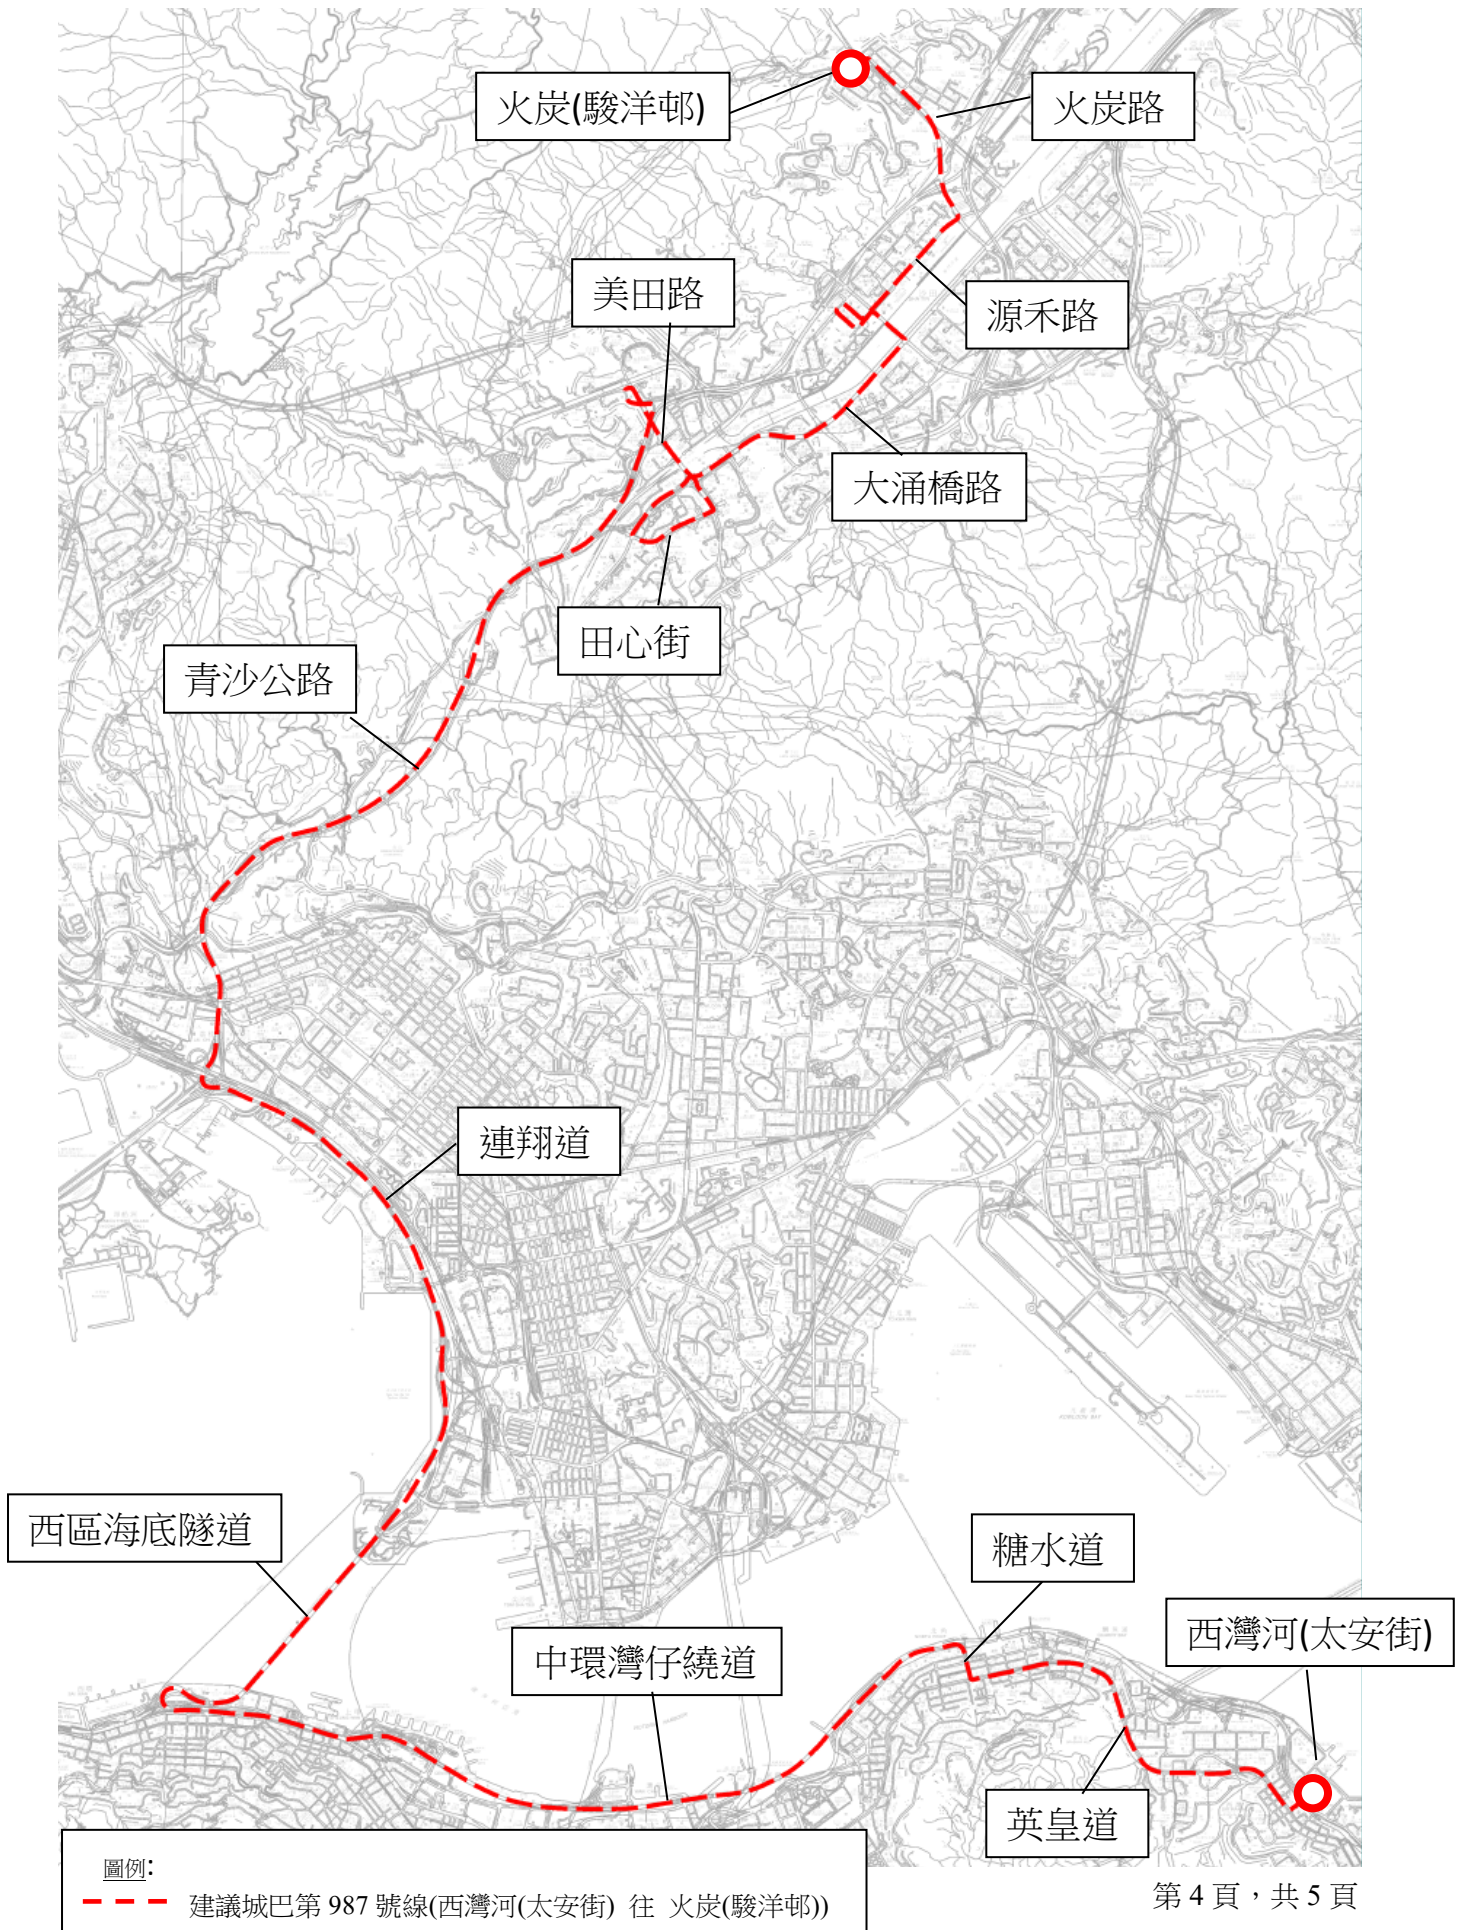 火炭(駿洋邨)
火炭路
美田路
源禾路
大涌橋路
田心街
青沙公路
連翔道
西區海底隧道
糖水道
西灣河(太安街)
中環灣仔繞道
英皇道
圖例:
建議城巴第 987 號線(西灣河(太安街) 往 火炭(駿洋邨))
第 4 頁，共 5 頁